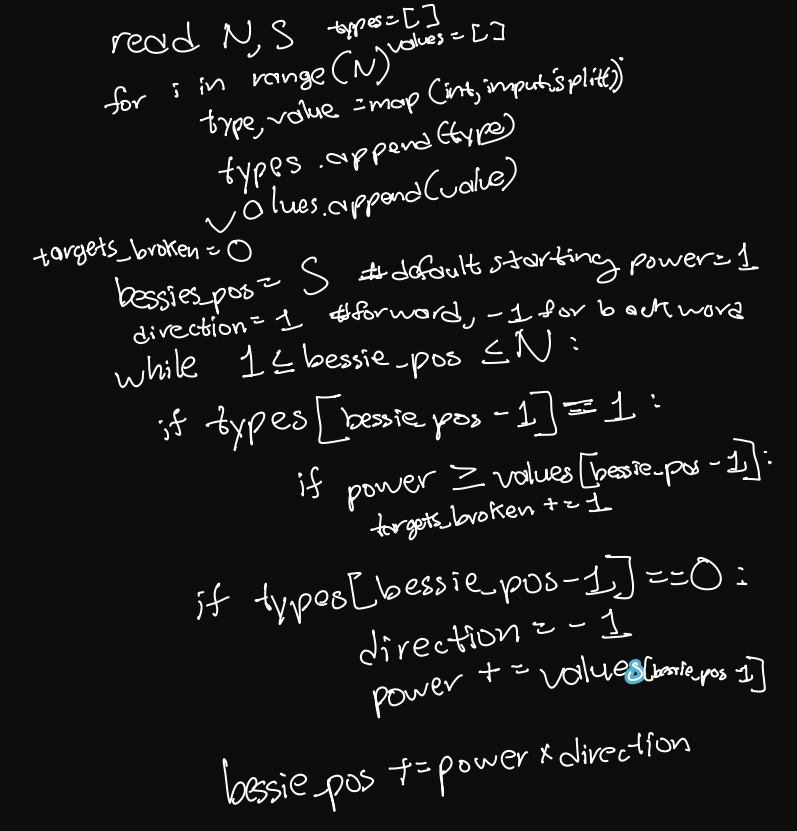 read N, S types=[]
values = []
for i in range(N)
type, value =map(int, input.split())
types.append(type)
values.append(value)
targets_broken=0
bessies_pos= S #default starting power=1
direction=1 #forward, -1 for backward
while 1≤bessie_pos ≤N:
if types[bessie_pos -1]==1:
if power ≥values[bessie_pos-1]:
targets_broken +=1
if types[bessie_pos-1]==0:
direction=-1
power += values[bessie_pos 1]
bessie_pos +=power x direction